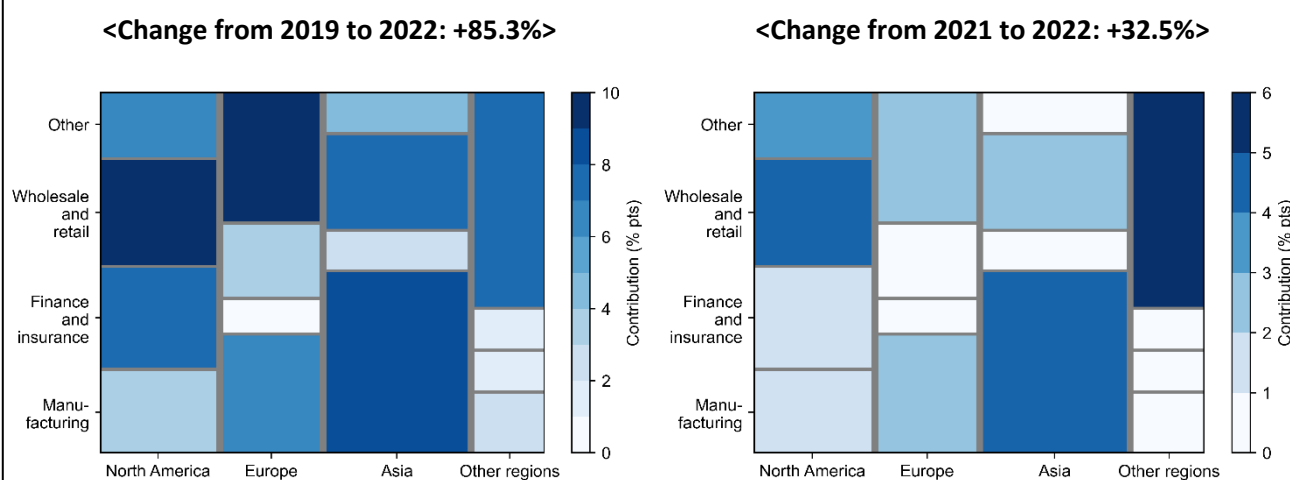 <Change from 2019 to 2022: +85.3%>
Other
Wholesale
and
retail
Finance
and
insurance
Manu-
facturing
North America
Europe
Asia
Other regions
10
8
6
4
2
0
Contribution (% pts)
<Change from 2021 to 2022: +32.5%>
Other
Wholesale
and
retail
Finance
and
insurance
Manu-
facturing
North America
Europe
Asia
Other regions
6
5
4
3
2
1
0
Contribution (% pts)